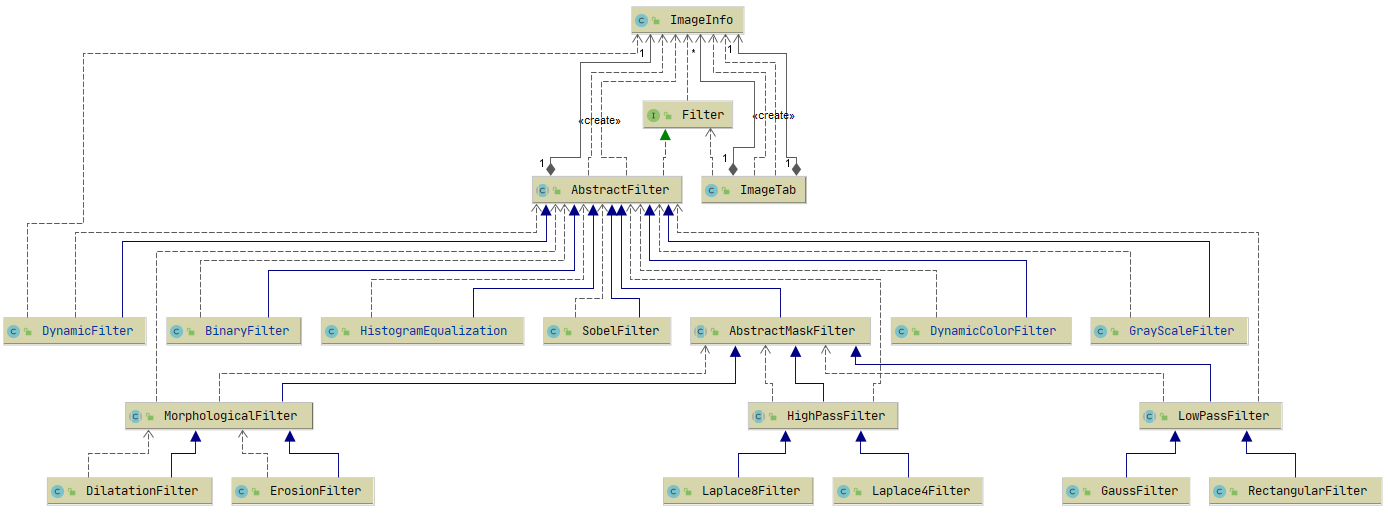 ImageInfo
1
*
1
Filter
«create»
«create»
1
1
1
AbstractFilter
ImageTab
DynamicFilter
BinaryFilter
HistogramEqualization
SobelFilter
AbstractMaskFilter
DynamicColorFilter
GrayScaleFilter
MorphologicalFilter
HighPassFilter
LowPassFilter
DilatationFilter
ErosionFilter
Laplace8Filter
Laplace4Filter
GaussFilter
RectangularFilter